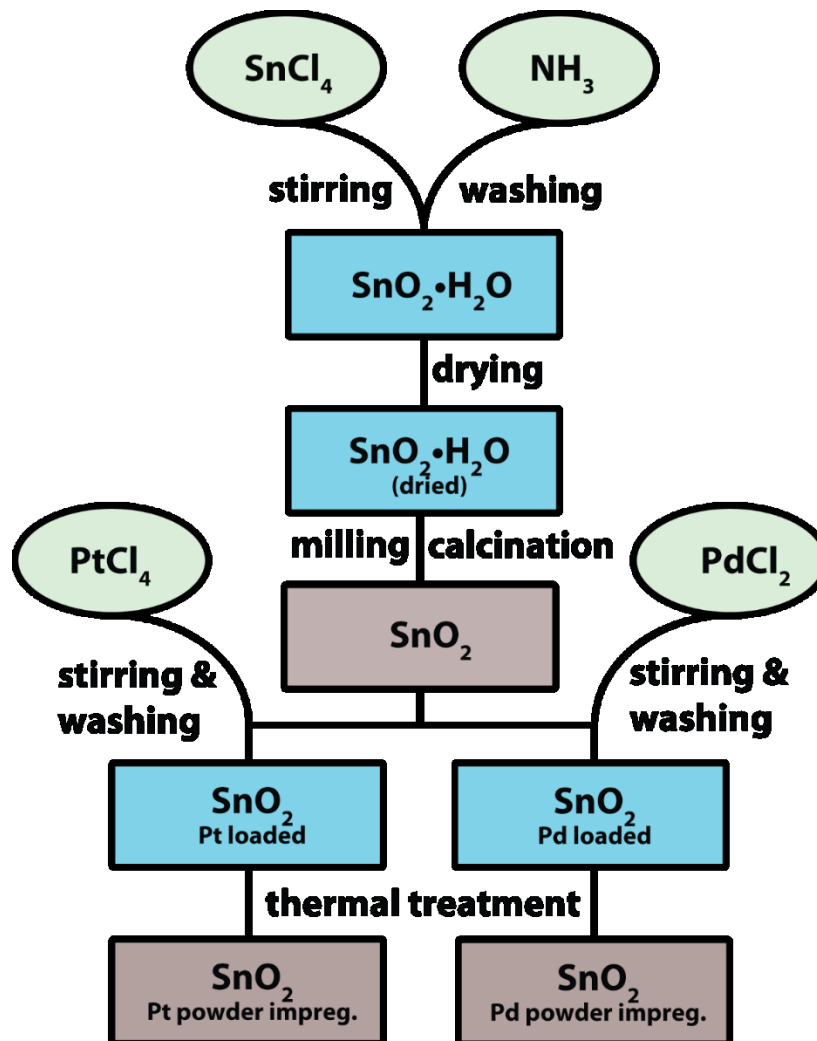 SnCl₄
NH₃
stirring
washing
SnO₂•H₂O
drying
SnO₂•H₂O
(dried)
milling
calcination
PtCl₄
PdCl₂
SnO₂
stirring &
washing
stirring &
washing
SnO₂
Pt loaded
SnO₂
Pd loaded
thermal treatment
SnO₂
Pt powder impreg.
SnO₂
Pd powder impreg.